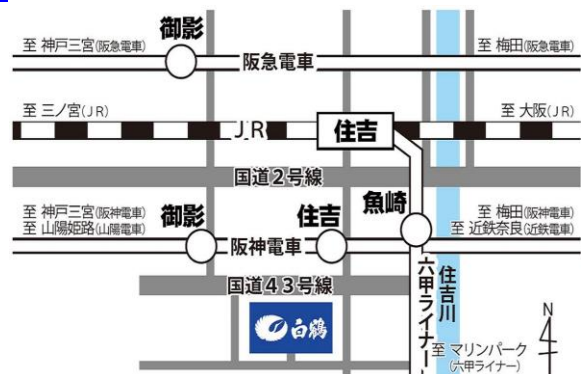 御影
至 神戸三宮(阪急電車)
阪急電車
至 梅田(阪急電車)
至 三ノ宮(JR)
JR
住吉
至 大阪(JR)
国道2号線
至 神戸三宮(阪神電車)
至 山陽姫路(山陽電車)
御影
阪神電車
住吉
魚崎
至 梅田(阪神電車)
至 近鉄奈良(近鉄電車)
国道43号線
白鶴
六甲ライナー
住吉川
至 マリンパーク
(六甲ライナー)
N